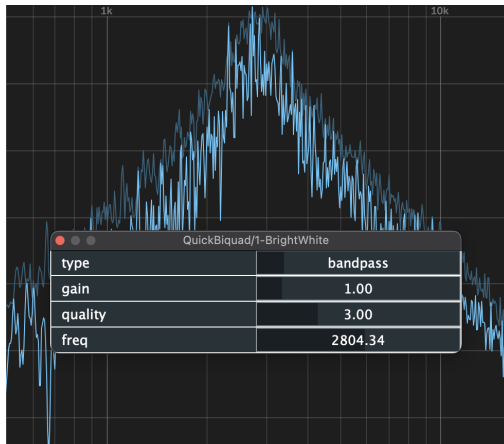 1k 10k
QuickBiquad/1-BrightWhite
type bandpass
gain 1.00
quality 3.00
freq 2804.34